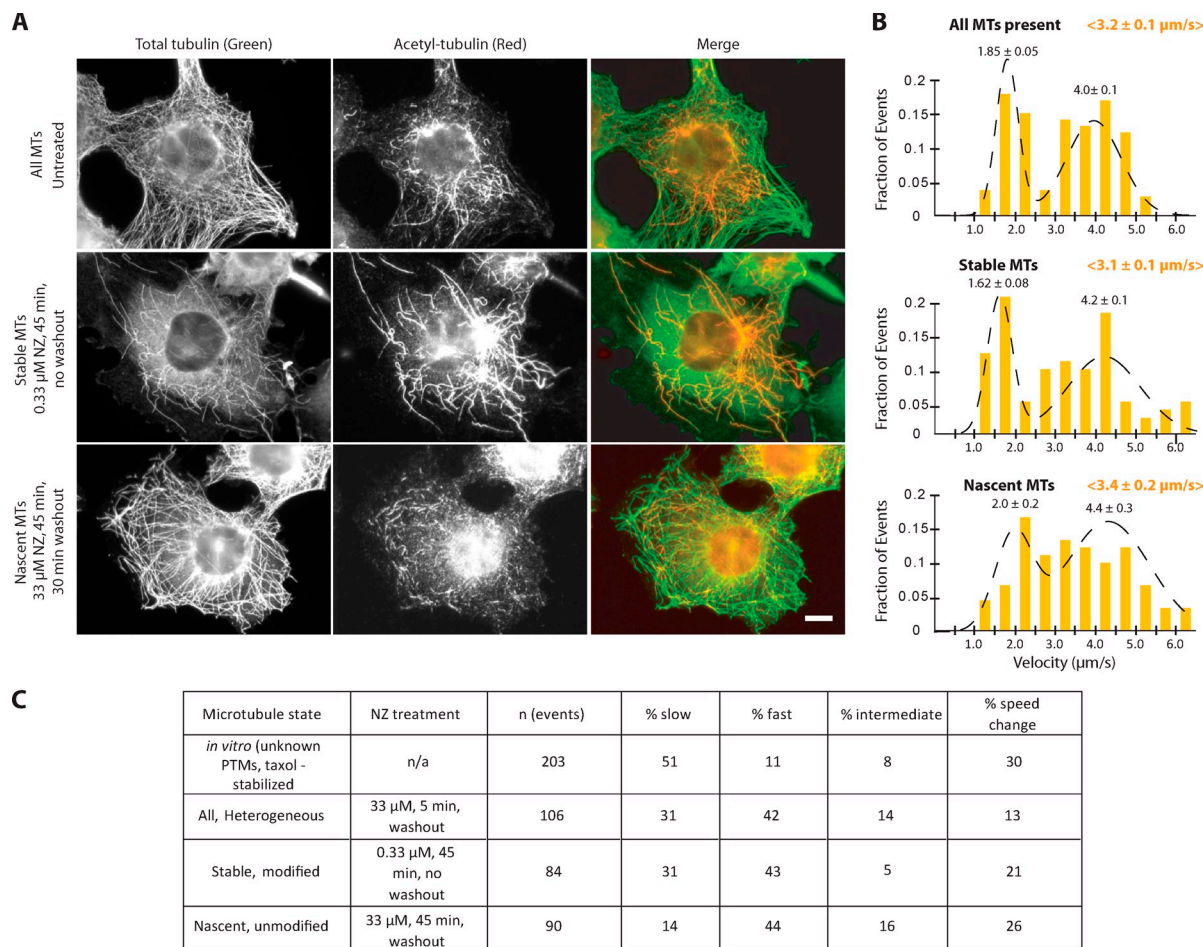 A
Total tubulin (Green)
Acetyl-tubulin (Red)
Merge
All MTs
Untreated
Stable MTs
0.33 µM NZ, 45 min,
no washout
Nascent MTs
33 µM NZ, 45 min,
30 min washout
B
All MTs present
<3.2 ± 0.1 µm/s>
1.85 ± 0.05
4.0± 0.1
Fraction of Events
0.2
0.15
0.1
0.05
0
1.0 2.0 3.0 4.0 5.0 6.0
Stable MTs
<3.1 ± 0.1 µm/s>
1.62 ± 0.08
4.2 ± 0.1
Fraction of Events
0.2
0.15
0.1
0.05
0
1.0 2.0 3.0 4.0 5.0 6.0
Nascent MTs
<3.4 ± 0.2 µm/s>
2.0 ± 0.2
4.4 ± 0.3
Fraction of Events
0.2
0.15
0.1
0.05
0
1.0 2.0 3.0 4.0 5.0 6.0
Velocity (µm/s)
C
Microtubule state
NZ treatment
n (events)
% slow
% fast
% intermediate
% speed
change
in vitro (unknown
PTMs, taxol -
stabilized
n/a
203
51
11
8
30
All, Heterogeneous
33 µM, 5 min,
washout
106
31
42
14
13
Stable, modified
0.33 µM, 45
min, no
washout
84
31
43
5
21
Nascent, unmodified
33 µM, 45 min,
washout
90
14
44
16
26